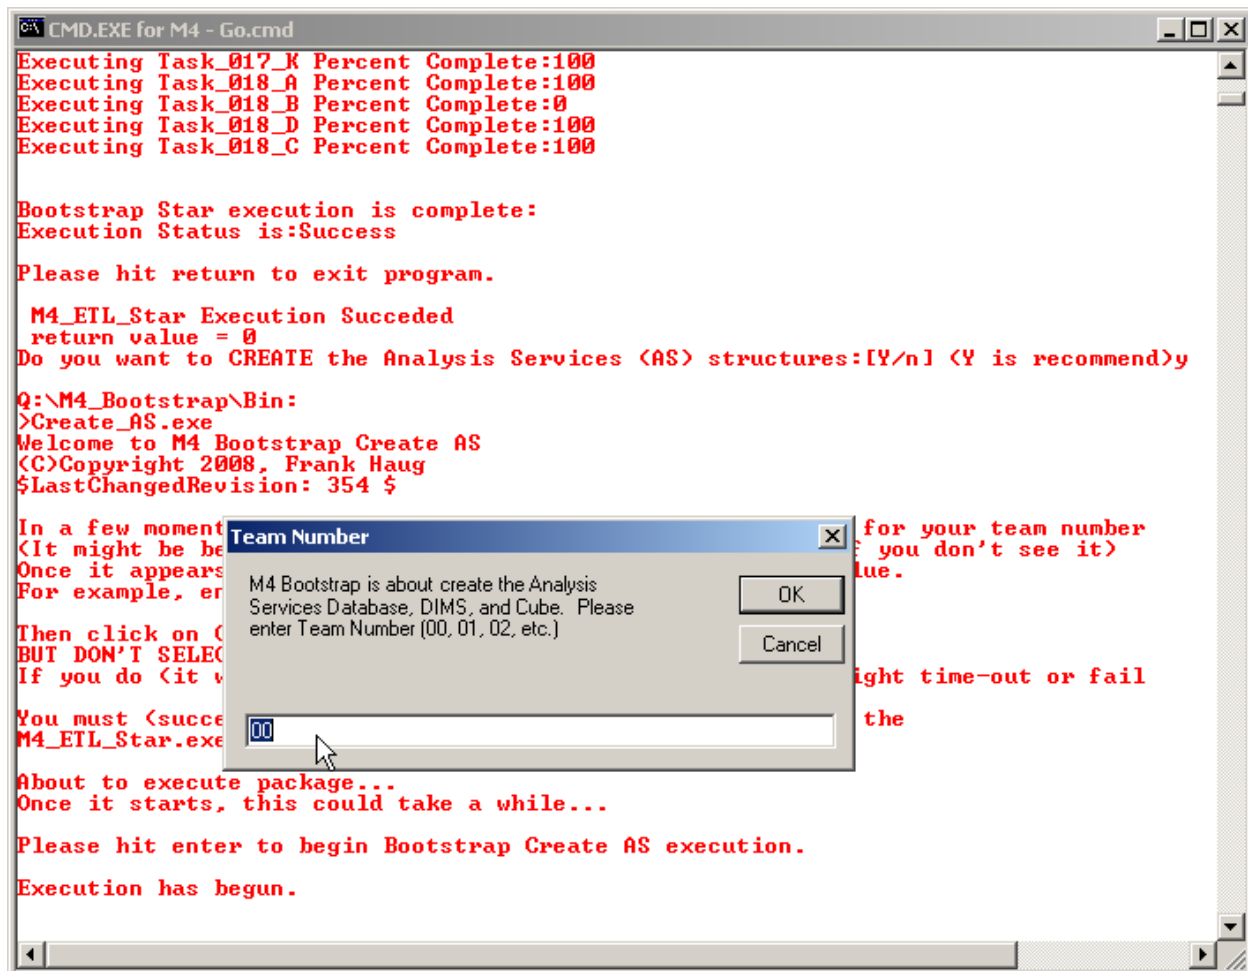 CMD.EXE for M4 - Go.cmd
Executing Task_017_K Percent Complete:100
Executing Task_018_A Percent Complete:100
Executing Task_018_B Percent Complete:0
Executing Task_018_D Percent Complete:100
Executing Task_018_C Percent Complete:100
Bootstrap Star execution is complete:
Execution Status is:Success
Please hit return to exit program.
M4_ETL_Star Execution Succeded
return value = 0
Do you want to CREATE the Analysis Services (AS) structures:[Y/n] (Y is recommend)y
Q:\M4_Bootstrap\Bin:
>Create_AS.exe
Welcome to M4 Bootstrap Create AS
(C)Copyright 2008, Frank Haug
$LastChangedRevision: 354 $
In a few moment for your team number
(It might be be you don't see it)
Once it appears lue.
For example, en
Then click on
BUT DON'T SELEC
If you do (it ight time-out or fail
You must (succe the
M4_ETL_Star.exe
About to execute package...
Once it starts, this could take a while...
Please hit enter to begin Bootstrap Create AS execution.
Execution has begun.
Team Number
M4 Bootstrap is about create the Analysis
Services Database, DIMS, and Cube. Please
enter Team Number (00, 01, 02, etc.)
OK
Cancel
00